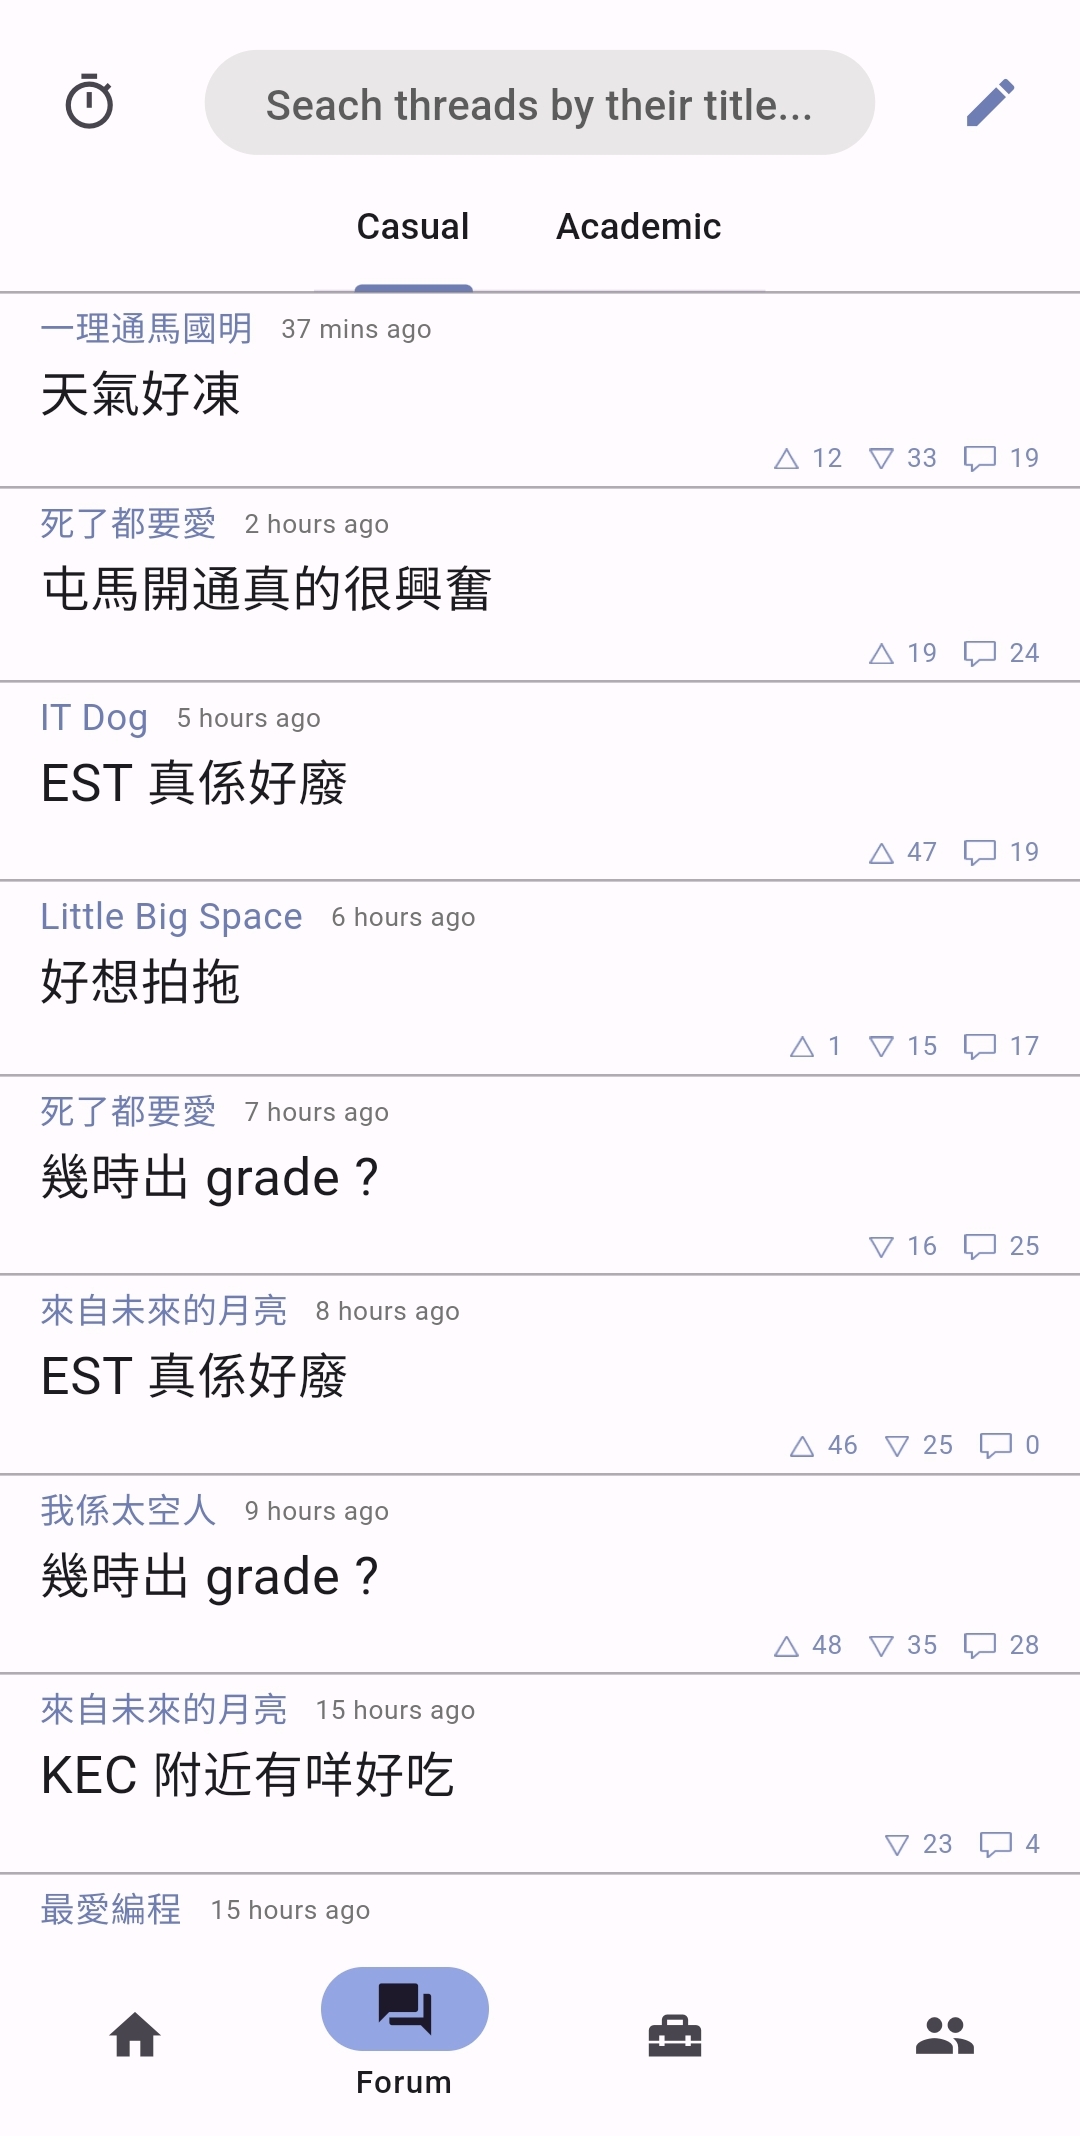 Seach threads by their title...
Casual Academic
一理通馬國明 37 mins ago
天氣好凍
12 33 19
死了都要愛 2 hours ago
屯馬開通真的很興奮
19 24
IT Dog 5 hours ago
EST 真係好廢
47 19
Little Big Space 6 hours ago
好想拍拖
1 15 17
死了都要愛 7 hours ago
幾時出 grade ?
16 25
來自未來的月亮 8 hours ago
EST 真係好廢
46 25 0
我係太空人 9 hours ago
幾時出 grade ?
48 35 28
來自未來的月亮 15 hours ago
KEC 附近有咩好吃
23 4
最愛編程 15 hours ago
Forum